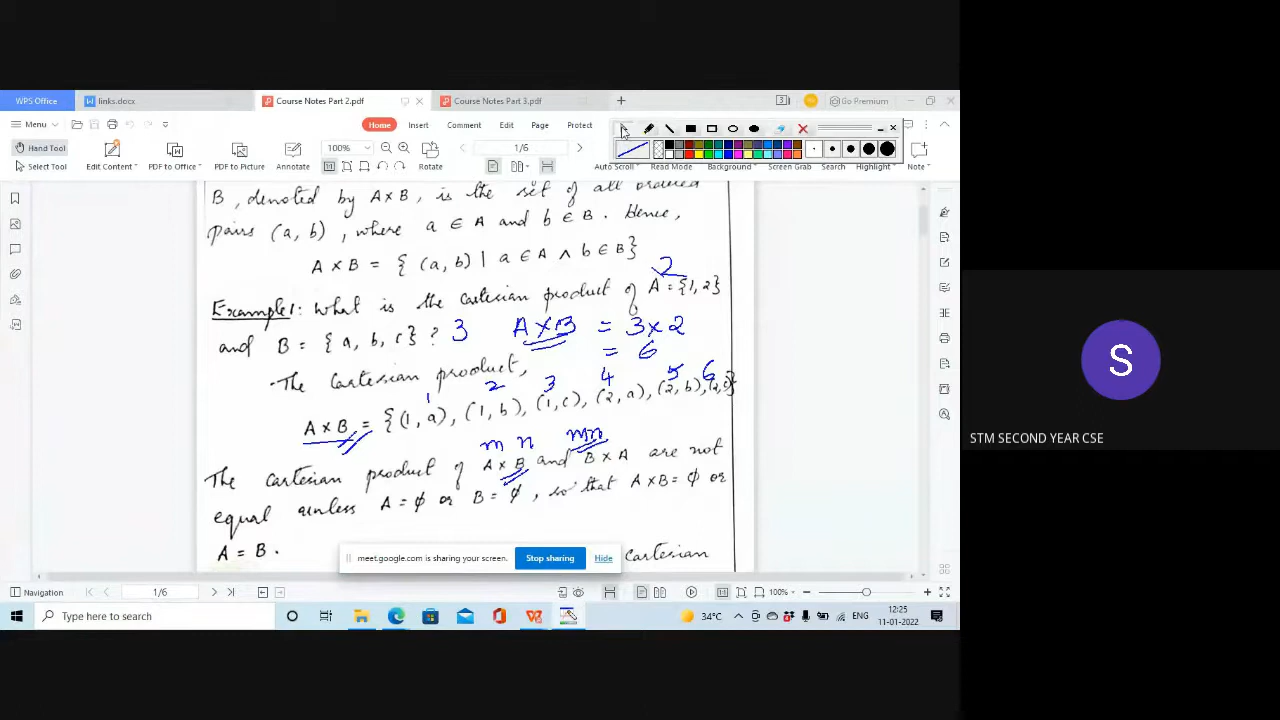 WPS Office
links.docx
Course Notes Part 2.pdf
Course Notes Part 3.pdf
Go Premium
Menu
Home
Insert
Comment
Edit
Page
Protect
Hand Tool
Select Tool
Edit Content
PDF to Office
PDF to Office
Annotate
100%
1/6
Rotate
Auto Scroll
Read Mode
Background
Screen Grab
Search
Highlight
Note
B, denoted by A×B, is the set of all ordered
pairs (a, b), where a ∈ A and b ∈ B. Hence,
A × B = { (a, b) | a ∈ A ∧ b ∈ B}
2
Example1: What is the cartesian product of A = {1, 2}
and B = {a, b, c}? 3 A×B = 3×2
= 6
The Cartesian product,
1 2 3 4 5 6
A × B = {(1, a), (1, b), (1, c), (2, a), (2, b), (2, c)}
m n mn
The cartesian product of A × B and B × A are not
equal unless A = ϕ or B = ϕ, so that A×B = ϕ or
A = B.
cartesian
meet.google.com is sharing your screen.
Stop sharing
Hide
Navigation
1/6
100%
Type here to search
34°C
ENG
12:25
11-01-2022
S
STM SECOND YEAR CSE